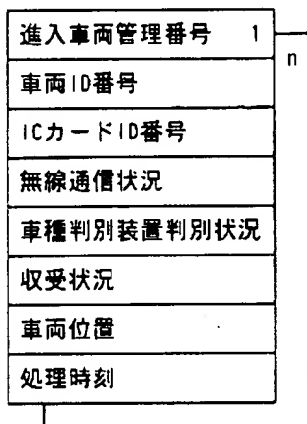 進入車両管理番号 1
n
車両ID番号
ICカードID番号
無線通信状況
車種判別装置判別状況
収受状況
車両位置
処理時刻